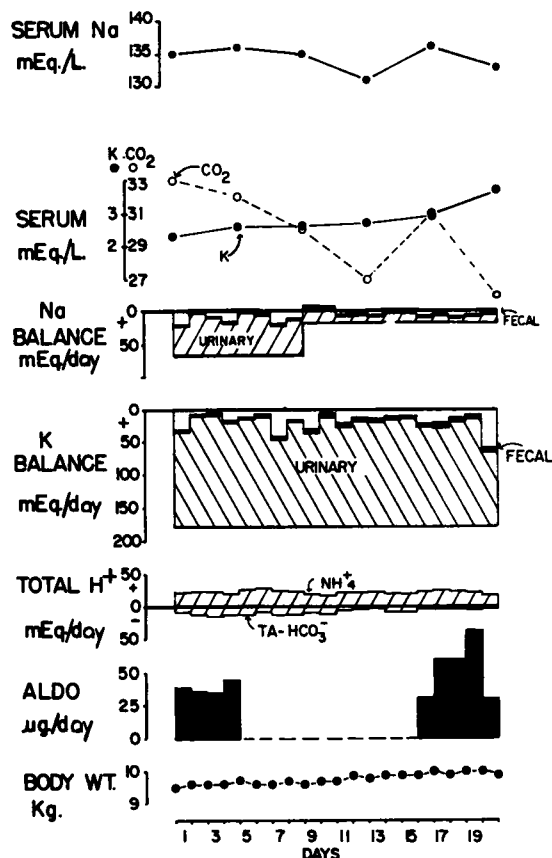 SERUM Na
mEq./L.
140
135
130
K CO2
CO2
33
3 31
2 29
27
SERUM
mEq./L.
K
Na
BALANCE
mEq/day
0
+
50
URINARY
FECAL
K
BALANCE
mEq/day
0
+
50
100
150
200
URINARY
FECAL
TOTAL H+
mEq/day
50
+
0
-
50
NH+4
TA-HCO3-
ALDO
µg/day
50
25
0
BODY WT.
Kg.
10
9
1 3 5 7 9 11 13 15 17 19
DAYS